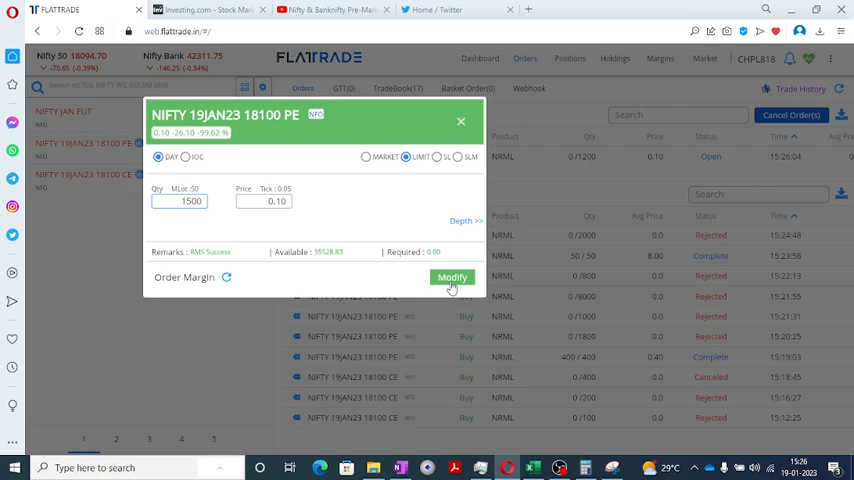 FLATTRADE
Investing.com - Stock Mark
Nifty & Banknifty Pre-Mark
Home / Twitter
web.flattrade.in/#/
Nifty 50 18094.70
-70.65 (-0.39%)
Nifty Bank 42311.75
-146.25 (-0.34%)
FLATTRADE
Dashboard
Orders
Positions
Holdings
Margins
Market
CHPL818
Search eg:TCS, NIFTY W2, GOLDM MAR
Orders
GTT(0)
TradeBook(17)
Basket Order(0)
Webhook
Trade History
NIFTY JAN FUT
NFO
NIFTY 19JAN23 18100 PE
NFO
NIFTY 19JAN23 18100 CE
NFO
NIFTY 19JAN23 18100 PE NFO
0.10 -26.10 -99.62 %
DAY IOC
MARKET LIMIT SL SLM
Qty MLot :50
Price Tick : 0.05
1500
0.10
Depth >>
Remarks : RMS Success
| Available : 35528.83
| Required : 0.00
Order Margin
Modify
Search
Cancel Order(s)
Product Qty Price Status Time Avg Pri
NRML 0 /1200 0.10 Open 15:26:04
Search
Product Qty Avg Price Status Time
NRML 0 /2000 0.0 Rejected 15:24:48
NRML 50 / 50 8.00 Complete 15:23:58
NRML 0 /800 0.0 Rejected 15:22:13
NRML 0 /8000 0.0 Rejected 15:21:55
NIFTY 19JAN23 18100 PE NFO Buy NRML 0 /1000 0.0 Rejected 15:21:31
NIFTY 19JAN23 18100 PE NFO Buy NRML 0 /1800 0.0 Rejected 15:20:25
NIFTY 19JAN23 18100 PE NFO Buy NRML 400 / 400 0.40 Complete 15:19:03
NIFTY 19JAN23 18100 CE NFO Buy NRML 0 /400 0.0 Canceled 15:18:45
NIFTY 19JAN23 18100 CE NFO Buy NRML 0 /200 0.0 Rejected 15:16:27
NIFTY 19JAN23 18100 CE NFO Buy NRML 0 /100 0.0 Rejected 15:12:25
1 2 3 4 5
Type here to search
29°C
15:26
19-01-2023
3